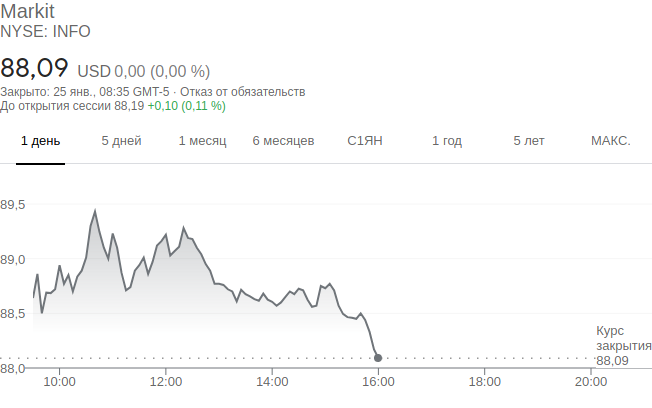 Markit
NYSE: INFO
88,09 USD 0,00 (0,00 %)
Закрыто: 25 янв., 08:35 GMT-5 · Отказ от обязательств
До открытия сессии 88,19 +0,10 (0,11 %)
1 день 5 дней 1 месяц 6 месяцев С1ЯН 1 год 5 лет МАКС.
89,5
89,0
88,5
Курс
закрытия
88,09
88,0
10:00 12:00 14:00 16:00 18:00 20:00